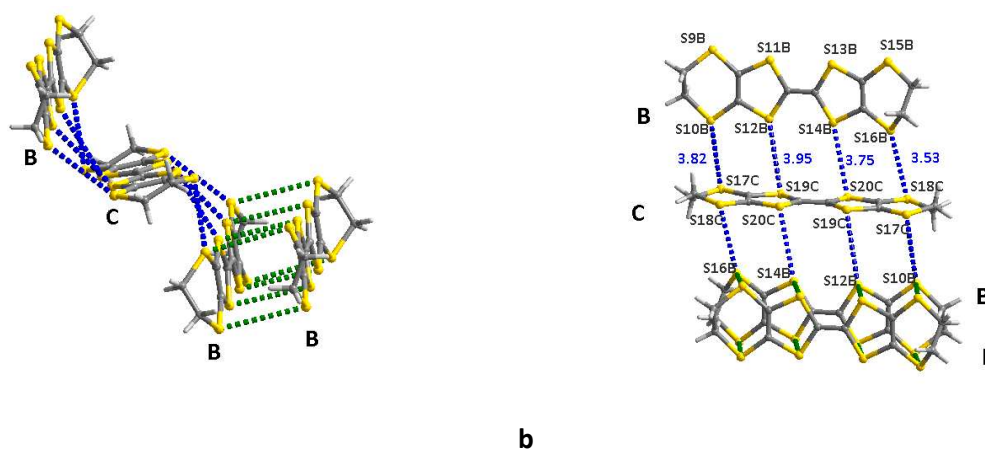 S9B S11B S13B S15B
B
S10B S12B S14B S16B
3.82 3.95 3.75 3.53
B
S17C S19C S20C S18C
C C
S18C S20C S19C S17C
S16B S14B S12B S10B
B
B B
b